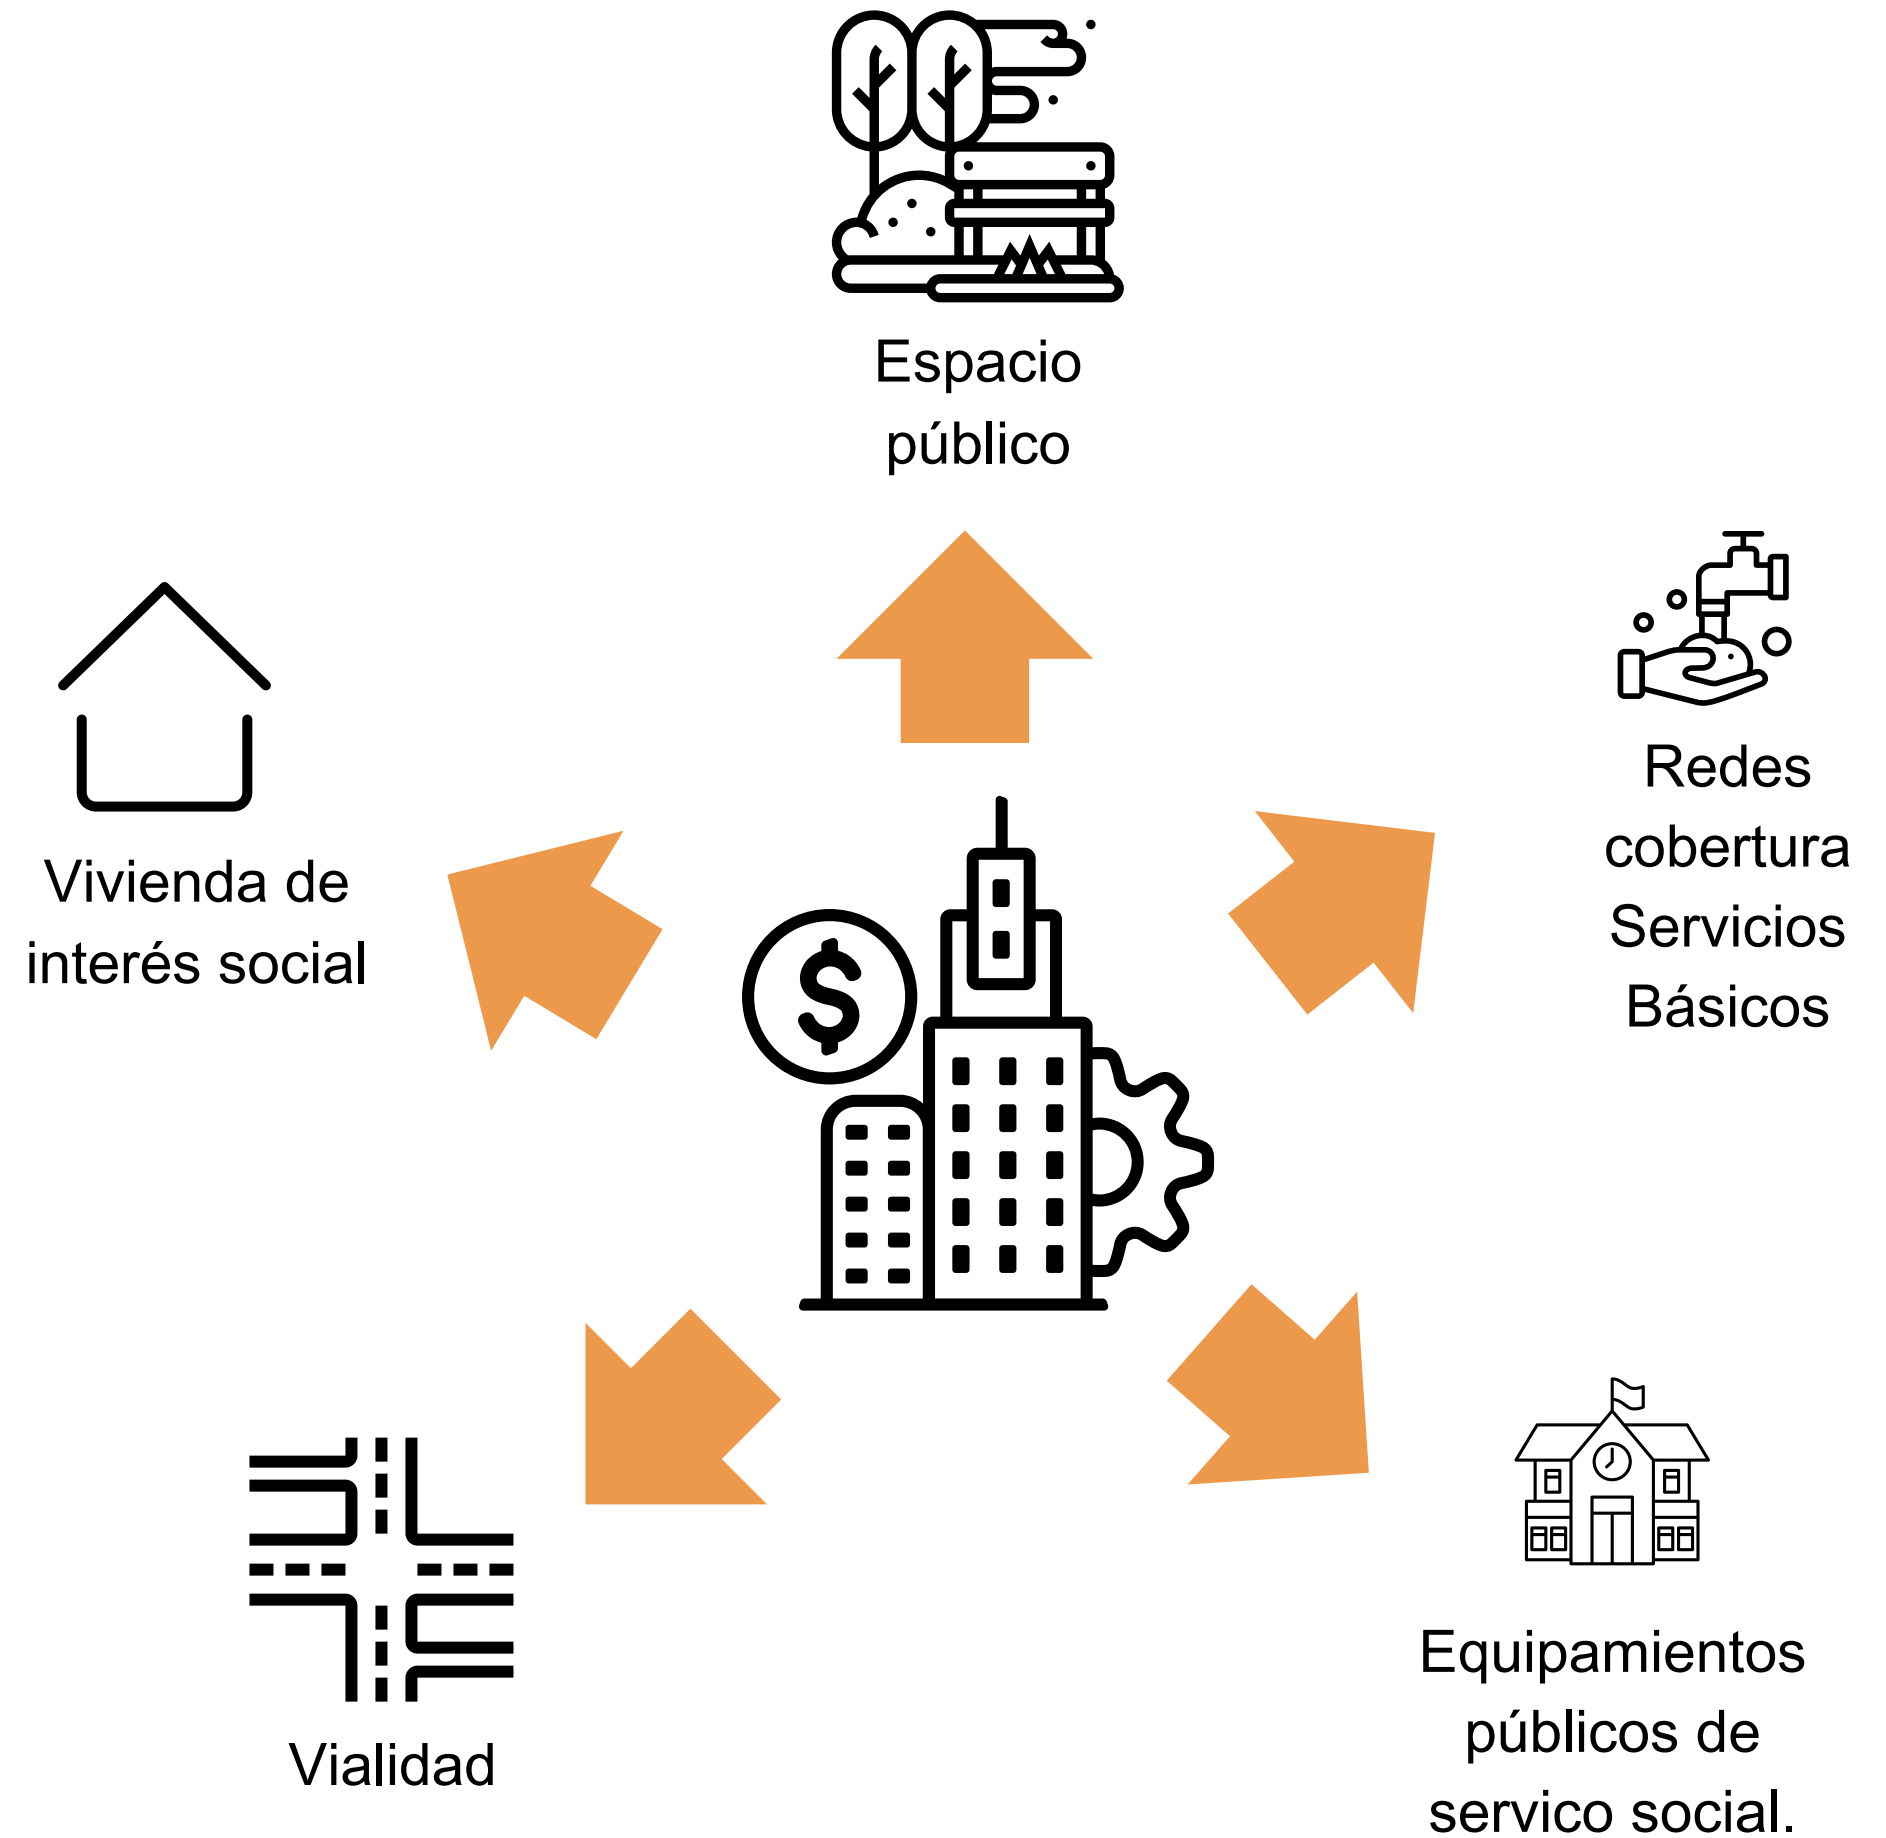 Espacio
público
Redes
cobertura
Servicios
Básicos
Vivienda de
interés social
$
Equipamientos
públicos de
servico social.
Vialidad